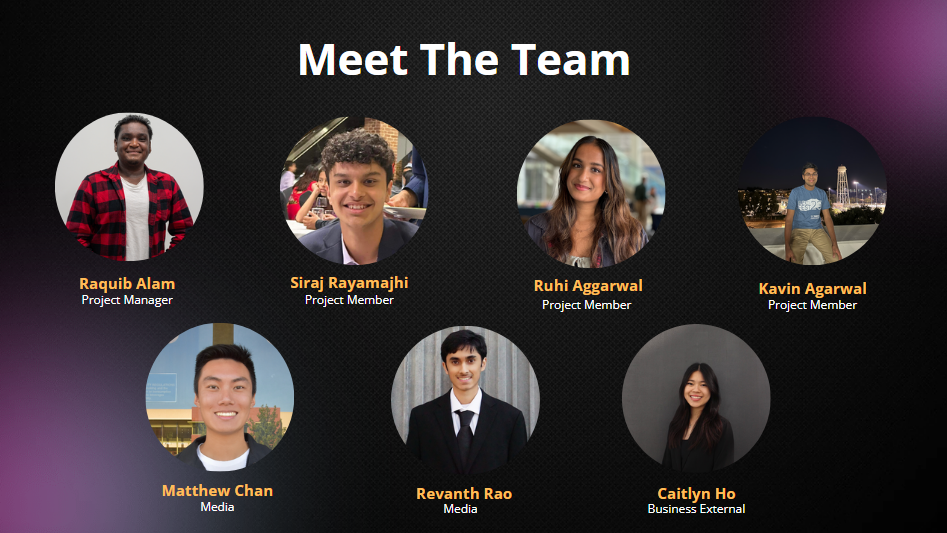 Meet The Team
Raquib Alam
Project Manager
Siraj Rayamajhi
Project Member
Ruhi Aggarwal
Project Member
Kavin Agarwal
Project Member
Matthew Chan
Media
Revanth Rao
Media
Caitlyn Ho
Business External